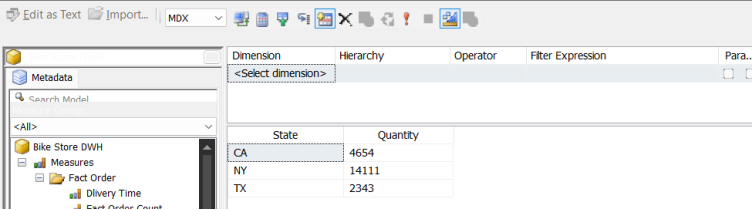 Edit as Text Import... MDX
Dimension Hierarchy Operator Filter Expression Para...
<Select dimension>
Metadata
Search Model
<All>
Bike Store DWH
Measures
Fact Order
Dlivery Time
Fact Order Count
State Quantity
CA 4654
NY 14111
TX 2343